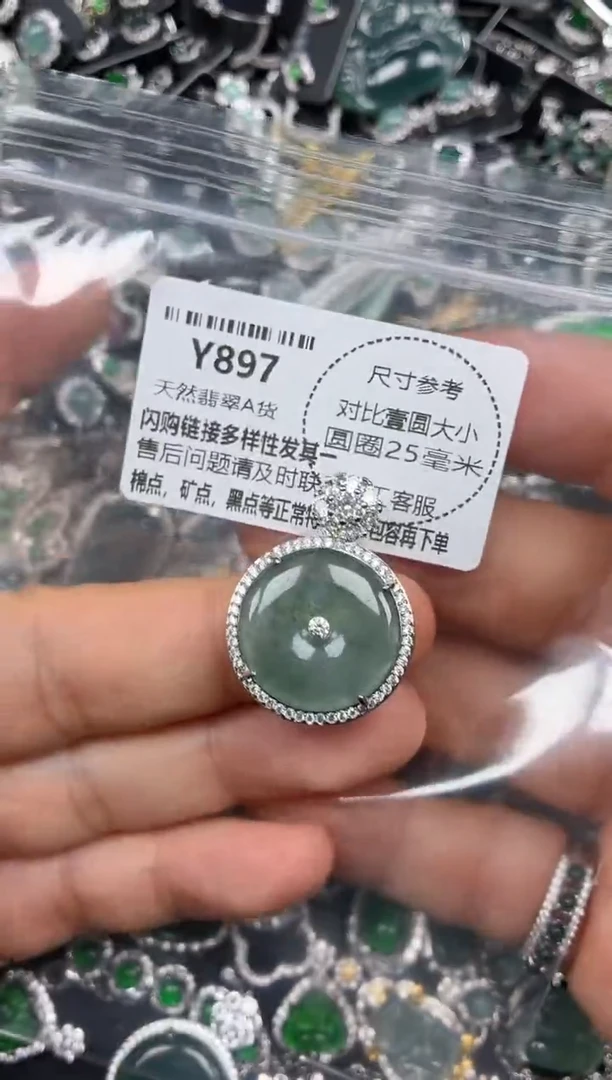 Y897
天然翡翠A货
闪购链接多样性发其一
售后问题请及时联
客服
棉点，矿点，黑点等正常
包容再下单
尺寸参考
对比壹圆大小
圆圈25毫米